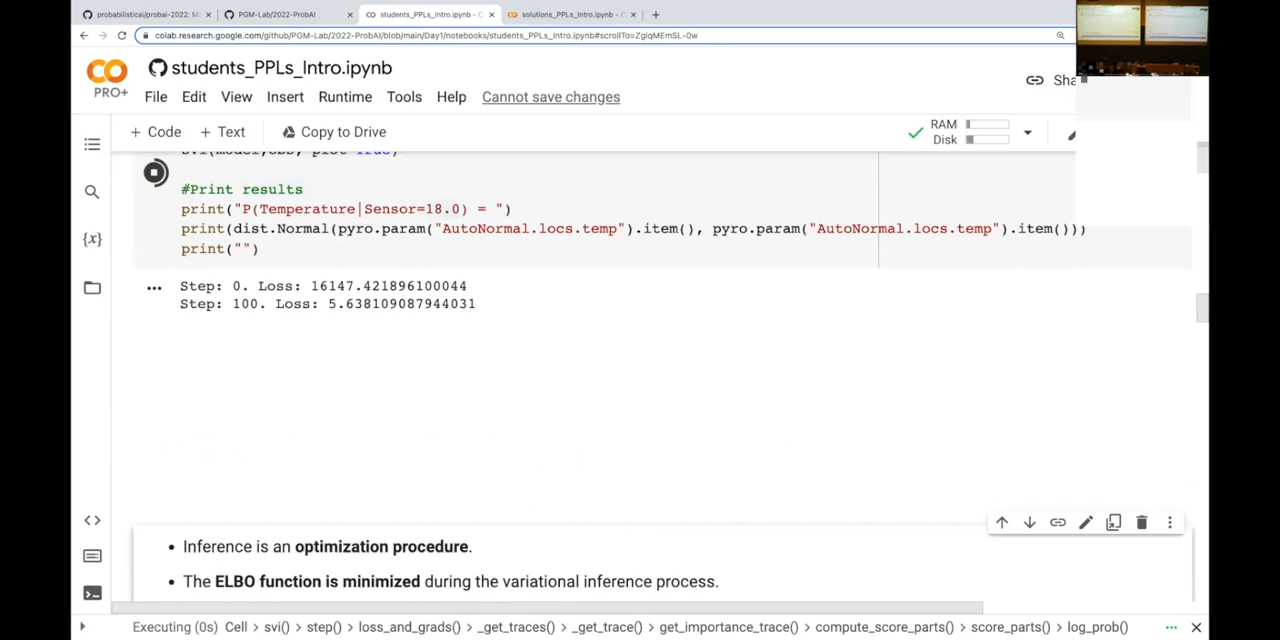 probabilisticai/probai-2022: M
PGM-Lab/2022-ProbAI
students_PPLs_Intro.ipynb - C
solutions_PPLs_Intro.ipynb - C
colab.research.google.com/github/PGM-Lab/2022-ProbAI/blob/main/Day1/notebooks/students_PPLs_Intro.ipynb#scrollTo=ZglqMEmSL-0w
CO PRO+
students_PPLs_Intro.ipynb
File Edit View Insert Runtime Tools Help Cannot save changes
Sha
+ Code + Text Copy to Drive
RAM
Disk
#Print results
print("P(Temperature|Sensor=18.0) = ")
print(dist.Normal(pyro.param("AutoNormal.locs.temp").item(), pyro.param("AutoNormal.locs.temp").item()))
print("")
Step: 0. Loss: 16147.421896100044
Step: 100. Loss: 5.638109087944031
• Inference is an optimization procedure.
• The ELBO function is minimized during the variational inference process.
Executing (0s) Cell > svi() > step() > loss_and_grads() > _get_traces() > _get_trace() > get_importance_trace() > compute_score_parts() > score_parts() > log_prob()